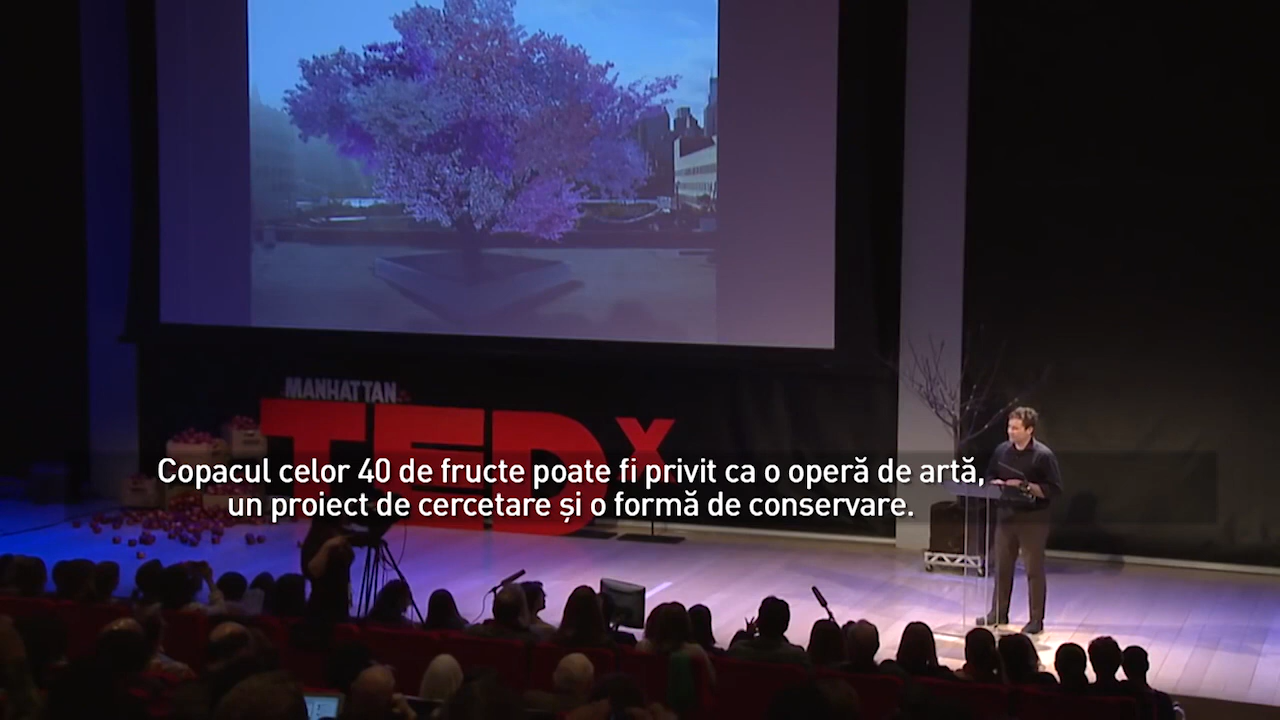 MANHATTAN
TEDx
Copacul celor 40 de fructe poate fi privit ca o operă de artă,
un proiect de cercetare și o formă de conservare.